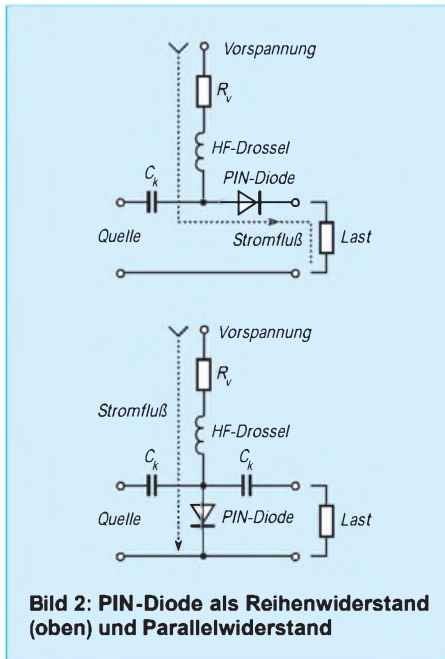 Vorspannung
R_v
HF-Drossel
C_k
PIN-Diode
Quelle
Stromfluß
Last
Vorspannung
R_v
Stromfluß
HF-Drossel
C_k
C_k
Quelle
PIN-Diode
Last
Bild 2: PIN-Diode als Reihenwiderstand
(oben) und Parallelwiderstand